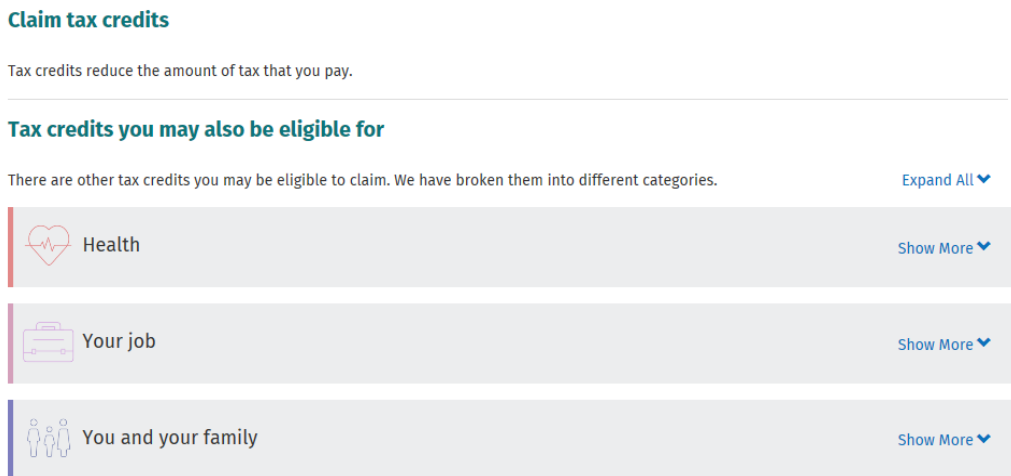 Claim tax credits
Tax credits reduce the amount of tax that you pay.
Tax credits you may also be eligible for
There are other tax credits you may be eligible to claim. We have broken them into different categories.
Expand All
Health
Show More
Your job
Show More
You and your family
Show More